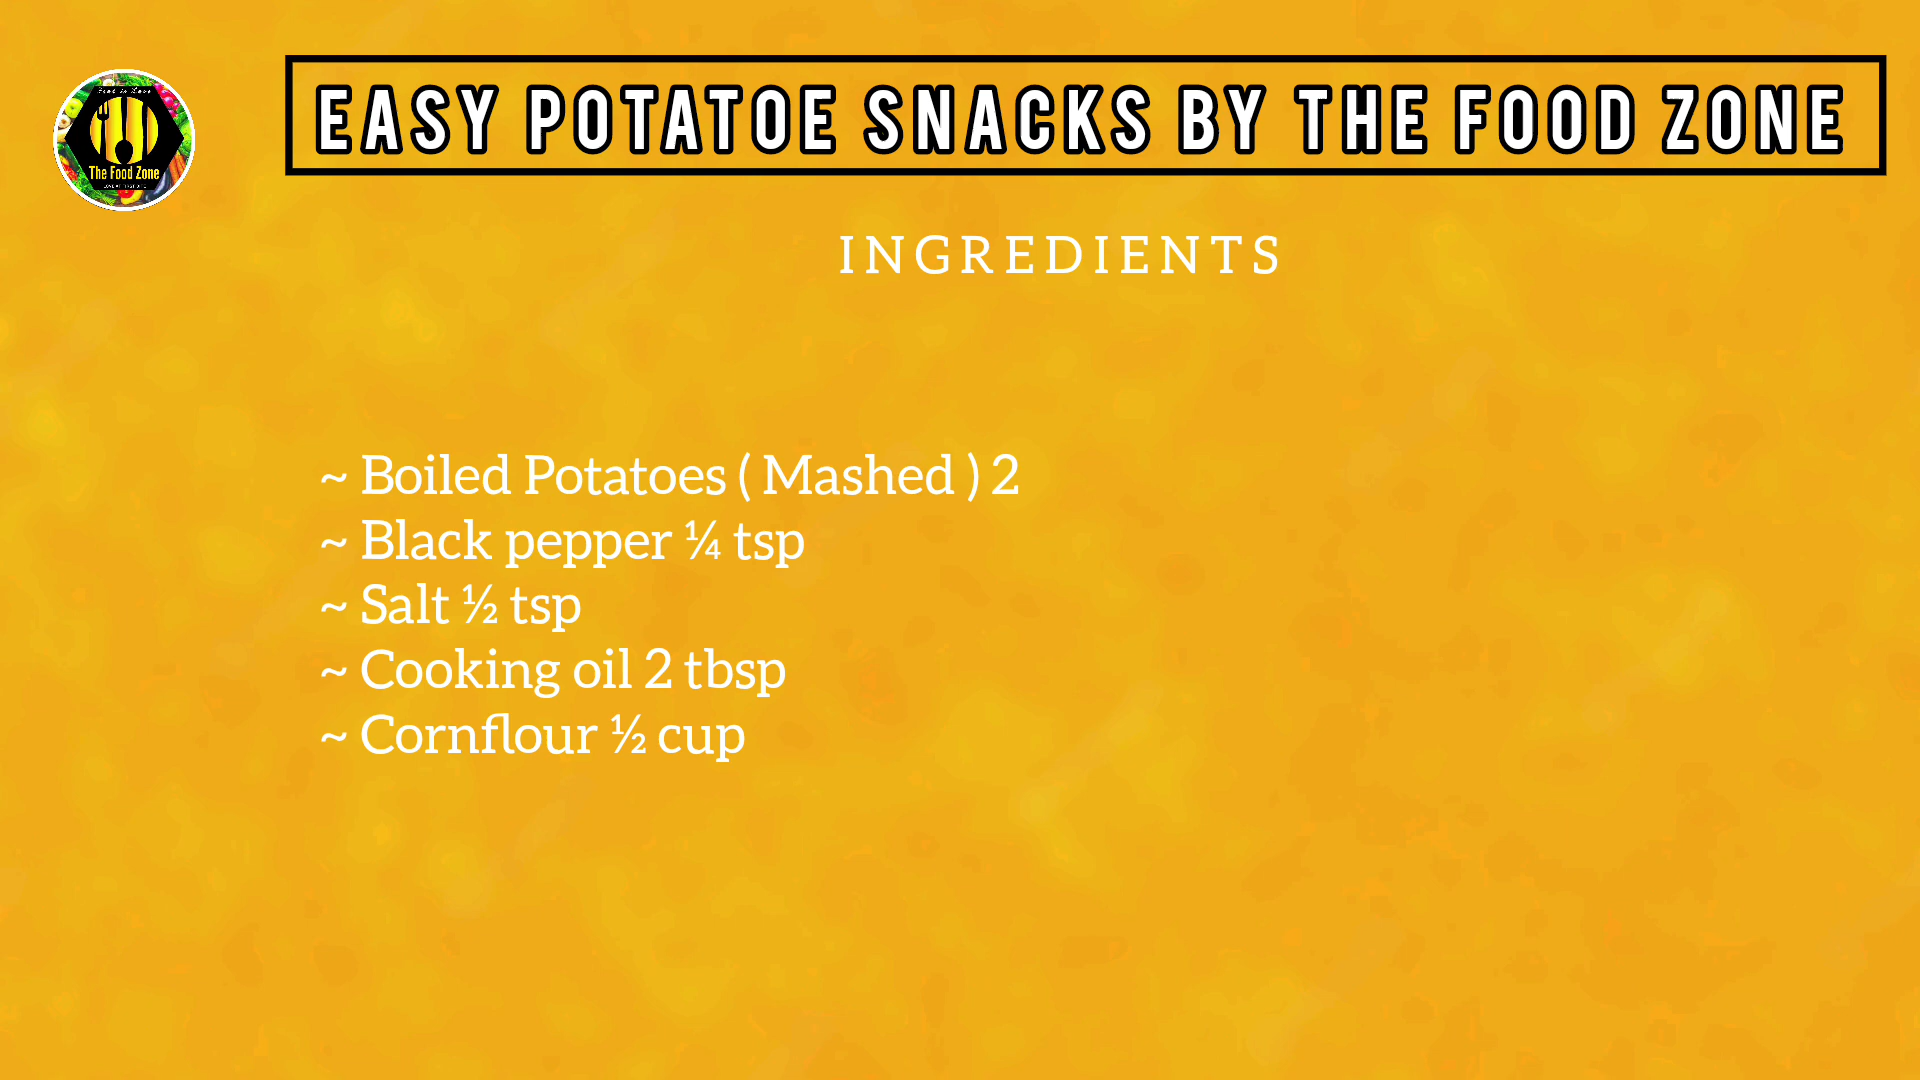 EASY POTATOE SNACKS BY THE FOOD ZONE
The Food Zone
INGREDIENTS
~ Boiled Potatoes ( Mashed ) 2
~ Black pepper ¼ tsp
~ Salt ½ tsp
~ Cooking oil 2 tbsp
~ Cornflour ½ cup